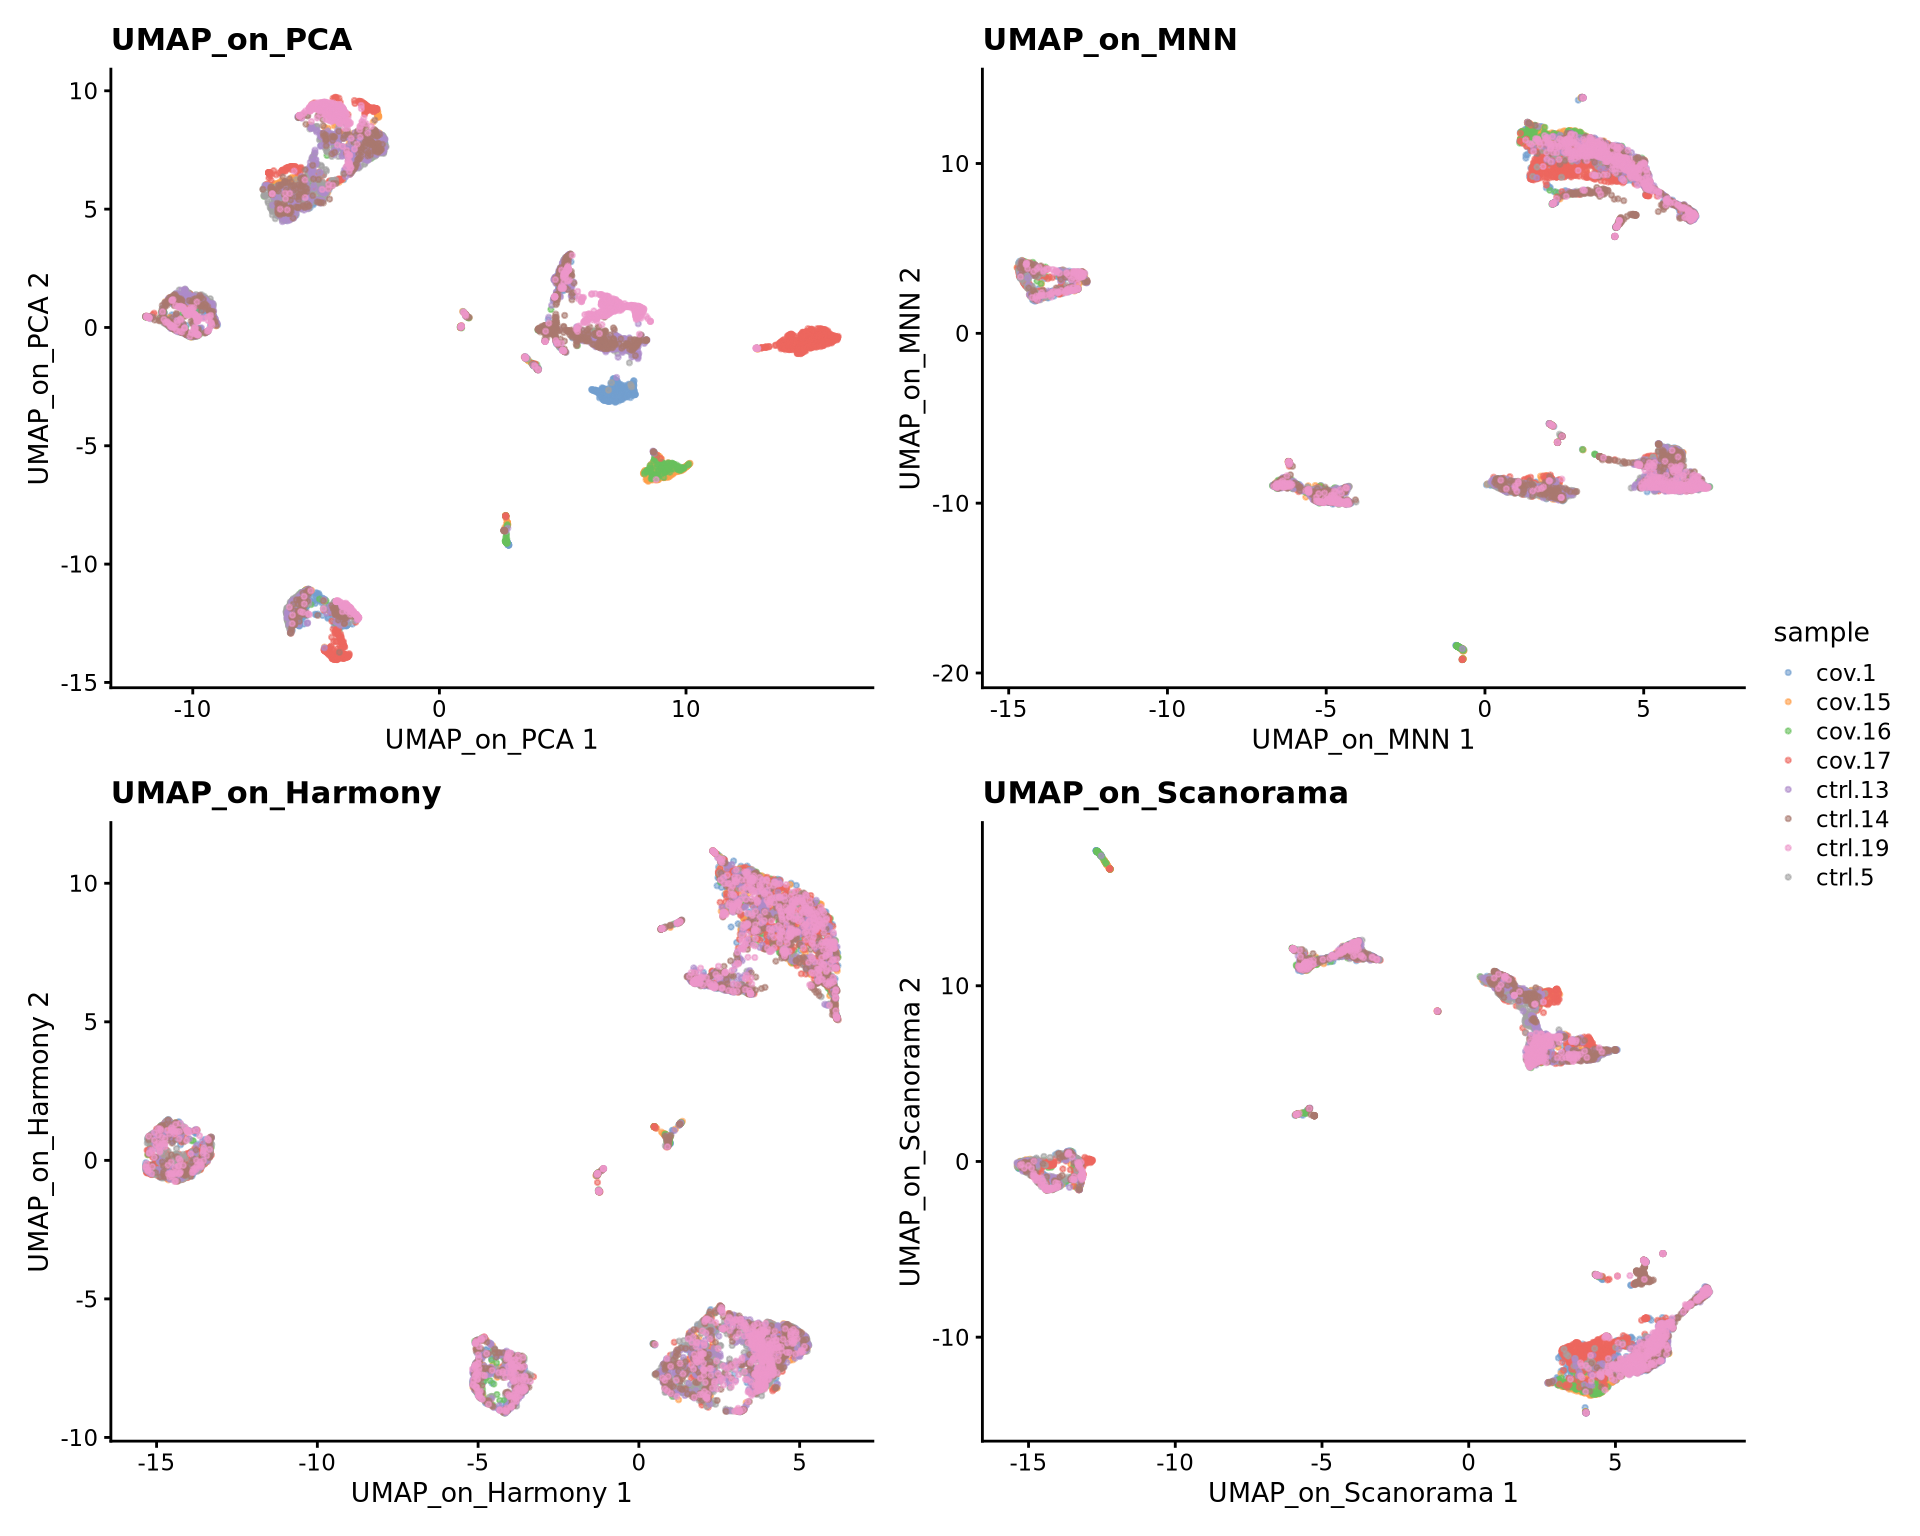 UMAP_on_PCA
10
5
0
-5
-10
-15
-10
0
10
UMAP_on_PCA 1
UMAP_on_PCA 2
UMAP_on_MNN
10
0
-10
-20
-15
-10
-5
0
5
UMAP_on_MNN 1
UMAP_on_MNN 2
UMAP_on_Harmony
10
5
0
-5
-10
-15
-10
-5
0
5
UMAP_on_Harmony 1
UMAP_on_Harmony 2
UMAP_on_Scanorama
10
0
-10
-15
-10
-5
0
5
UMAP_on_Scanorama 1
UMAP_on_Scanorama 2
sample
cov.1
cov.15
cov.16
cov.17
ctrl.13
ctrl.14
ctrl.19
ctrl.5